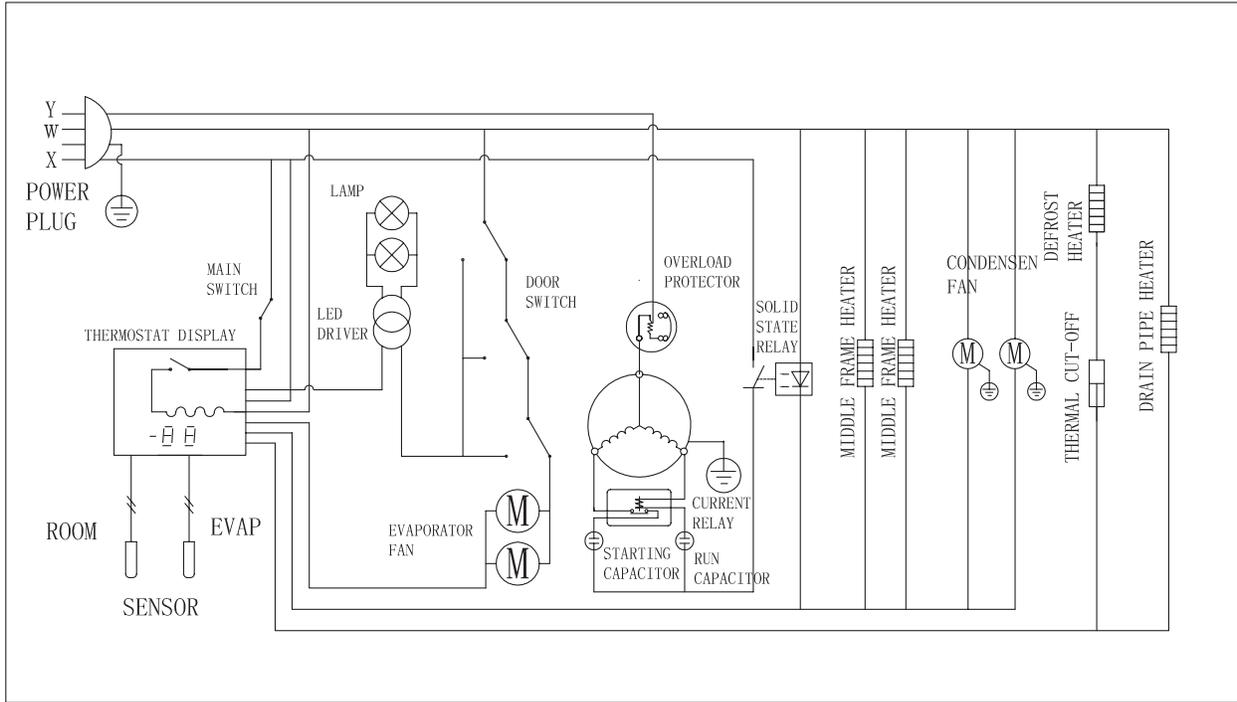 Y
W
X
POWER
PLUG
LAMP
MAIN
SWITCH
LED
DRIVER
THERMOSTAT DISPLAY
-88
ROOM
EVAP
SENSOR
DOOR
SWITCH
EVAPORATOR
FAN
M
M
OVERLOAD
PROTECTOR
CURRENT
RELAY
STARTING
CAPACITOR
RUN
CAPACITOR
SOLID
STATE
RELAY
MIDDLE FRAME HEATER
MIDDLE FRAME HEATER
CONDENSEN
FAN
M
M
DEFROST
HEATER
THERMAL CUT-OFF
DRAIN PIPE HEATER